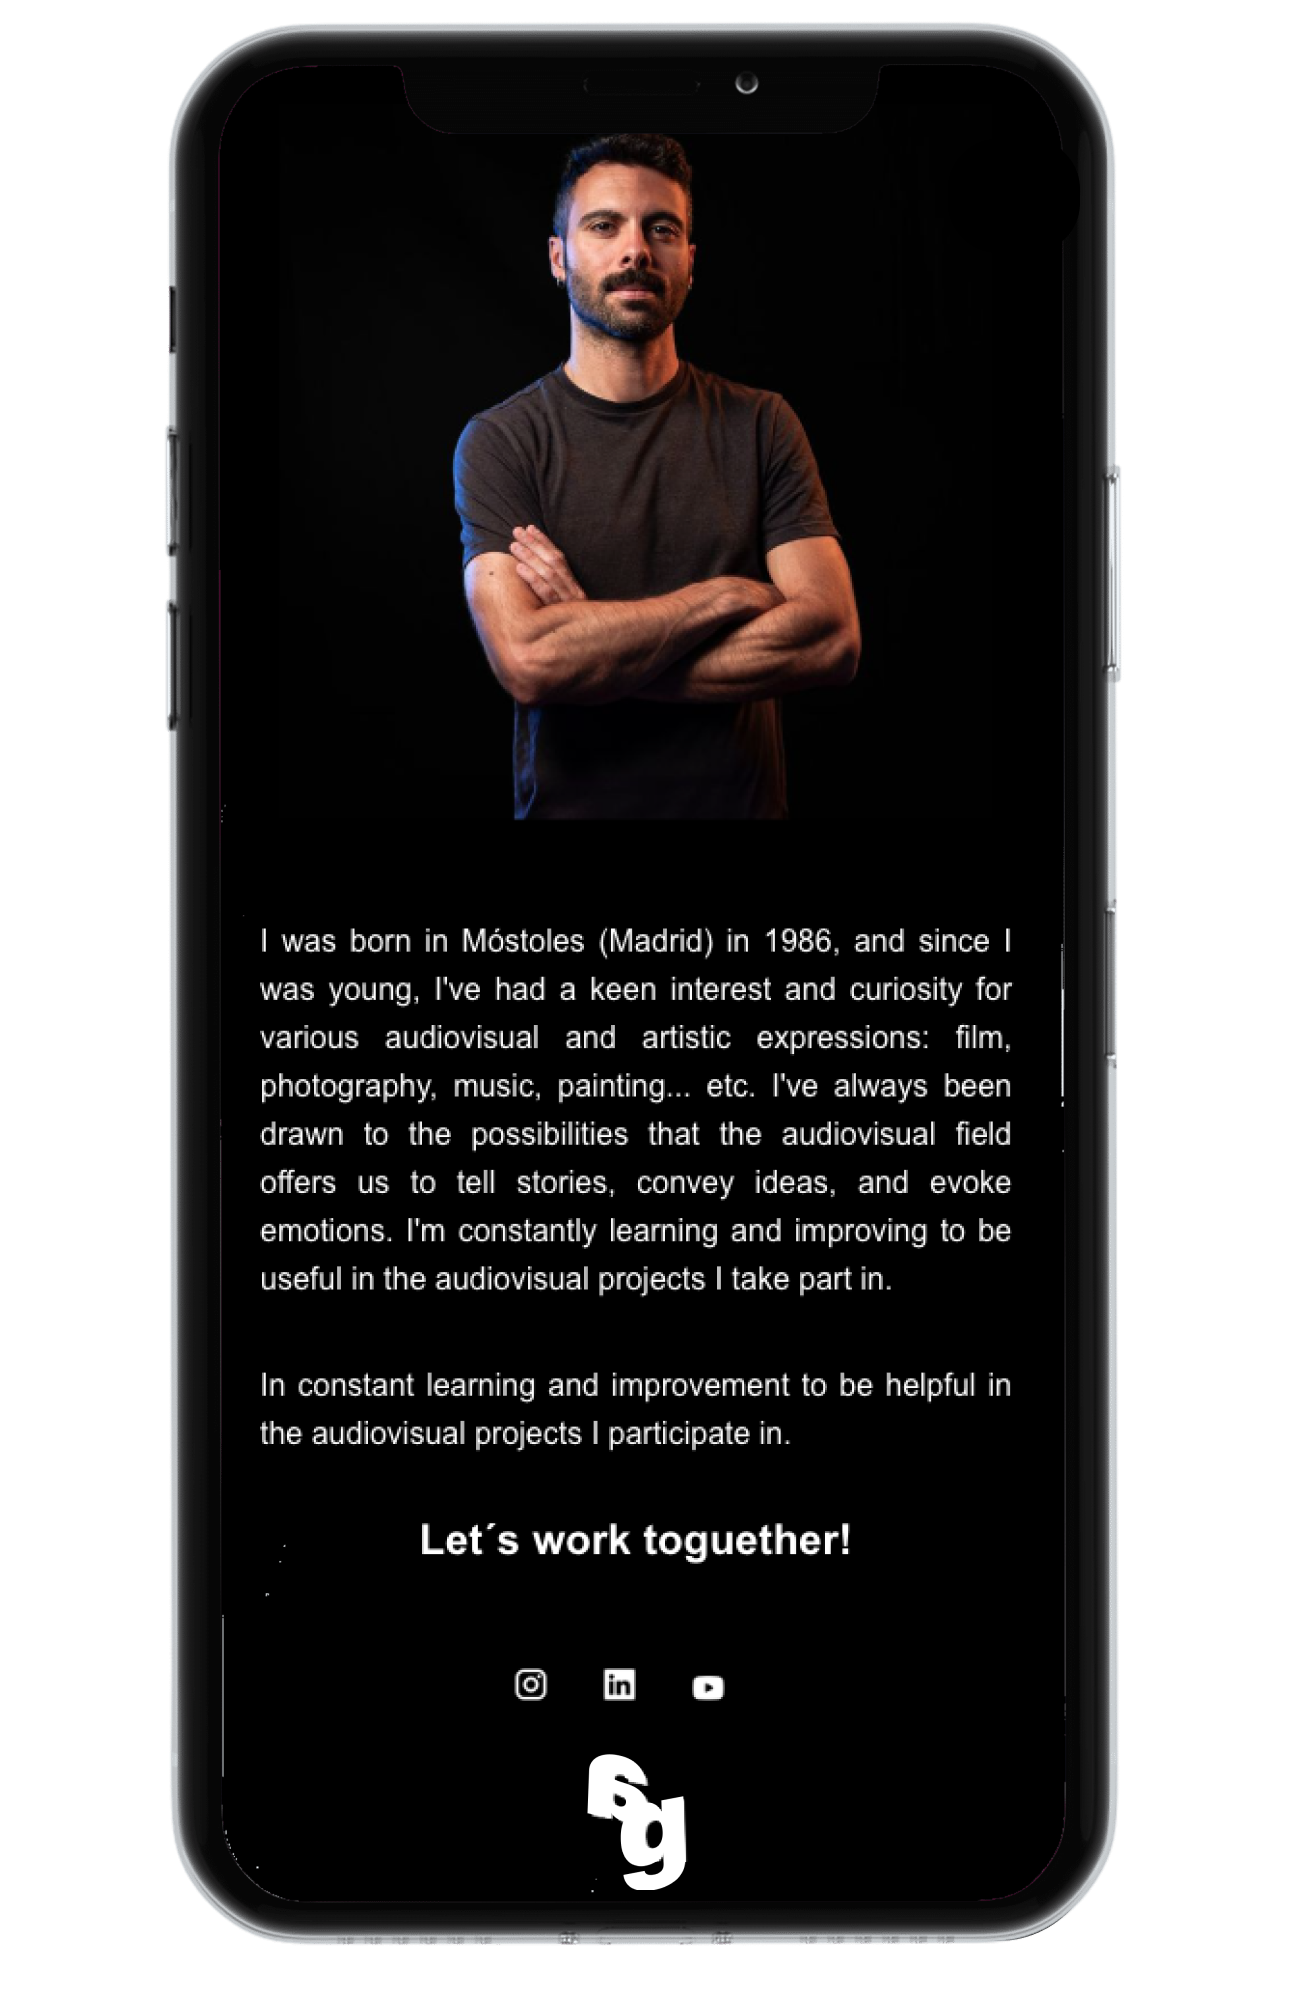 I was born in Móstoles (Madrid) in 1986, and since I
was young, I've had a keen interest and curiosity for
various audiovisual and artistic expressions: film,
photography, music, painting... etc. I've always been
drawn to the possibilities that the audiovisual field
offers us to tell stories, convey ideas, and evoke
emotions. I'm constantly learning and improving to be
useful in the audiovisual projects I take part in.
In constant learning and improvement to be helpful in
the audiovisual projects I participate in.
Let´s work toguether!
in
ag